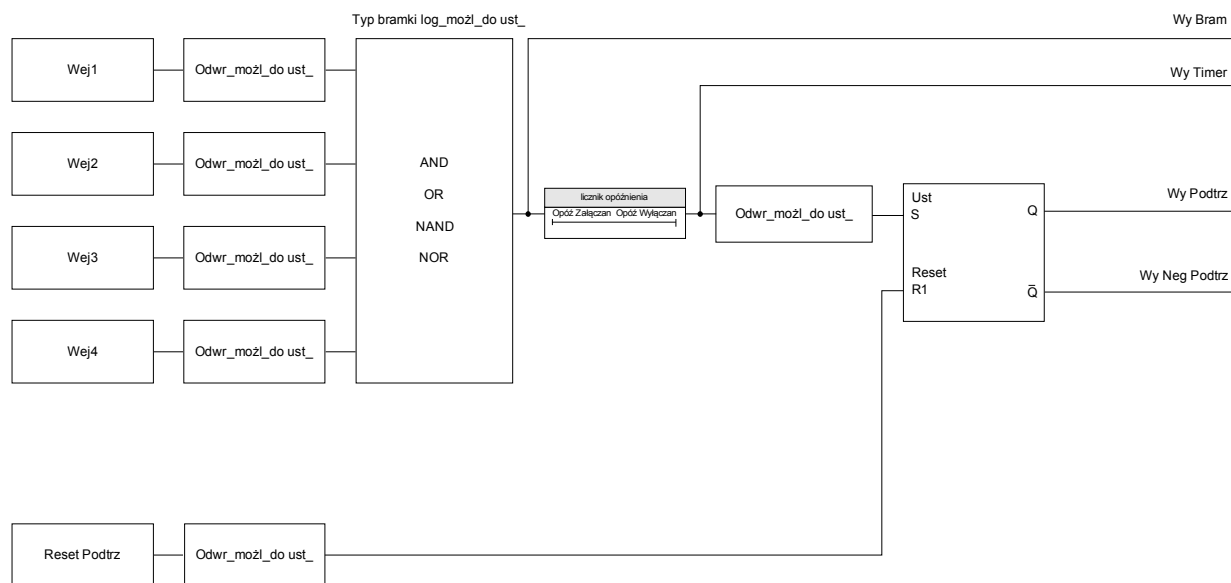 Typ bramki log_możl_do ust_
Wy Bram
Wej1
Odwr_możl_do ust_
Wy Timer
Wej2
Odwr_możl_do ust_
AND
OR
NAND
NOR
licznik opóźnienia
Opóź Załączan Opóź Wyłączan
Odwr_możl_do ust_
Ust
S
Q
Wy Podtrz
Wej3
Odwr_możl_do ust_
Reset
R1
Q̅
Wy Neg Podtrz
Wej4
Odwr_możl_do ust_
Reset Podtrz
Odwr_możl_do ust_